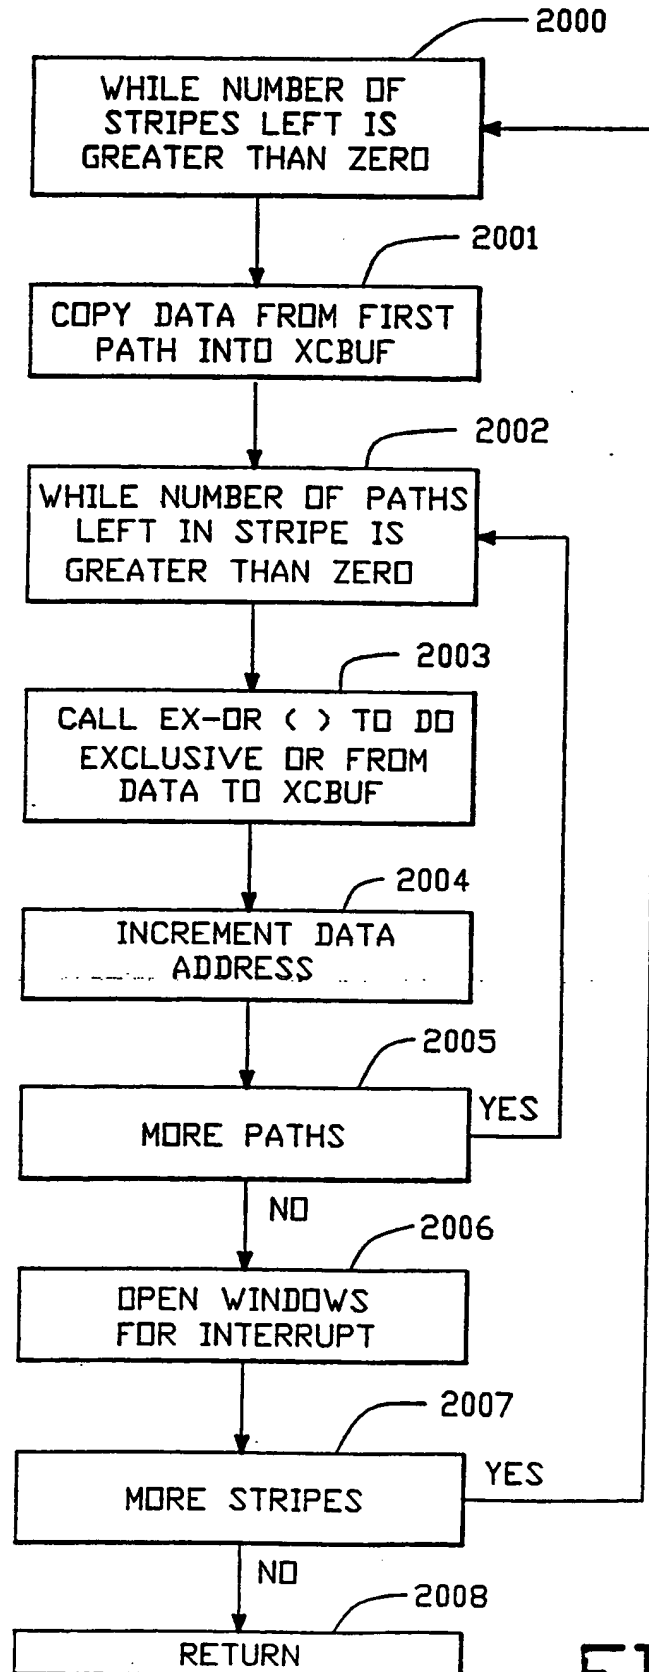 2000
WHILE NUMBER OF
STRIPES LEFT IS
GREATER THAN ZERO
2001
COPY DATA FROM FIRST
PATH INTO XCBUF
2002
WHILE NUMBER OF PATHS
LEFT IN STRIPE IS
GREATER THAN ZERO
2003
CALL EX-OR ( ) TO DO
EXCLUSIVE OR FROM
DATA TO XCBUF
2004
INCREMENT DATA
ADDRESS
2005
MORE PATHS
YES
NO
2006
OPEN WINDOWS
FOR INTERRUPT
2007
MORE STRIPES
YES
NO
2008
RETURN